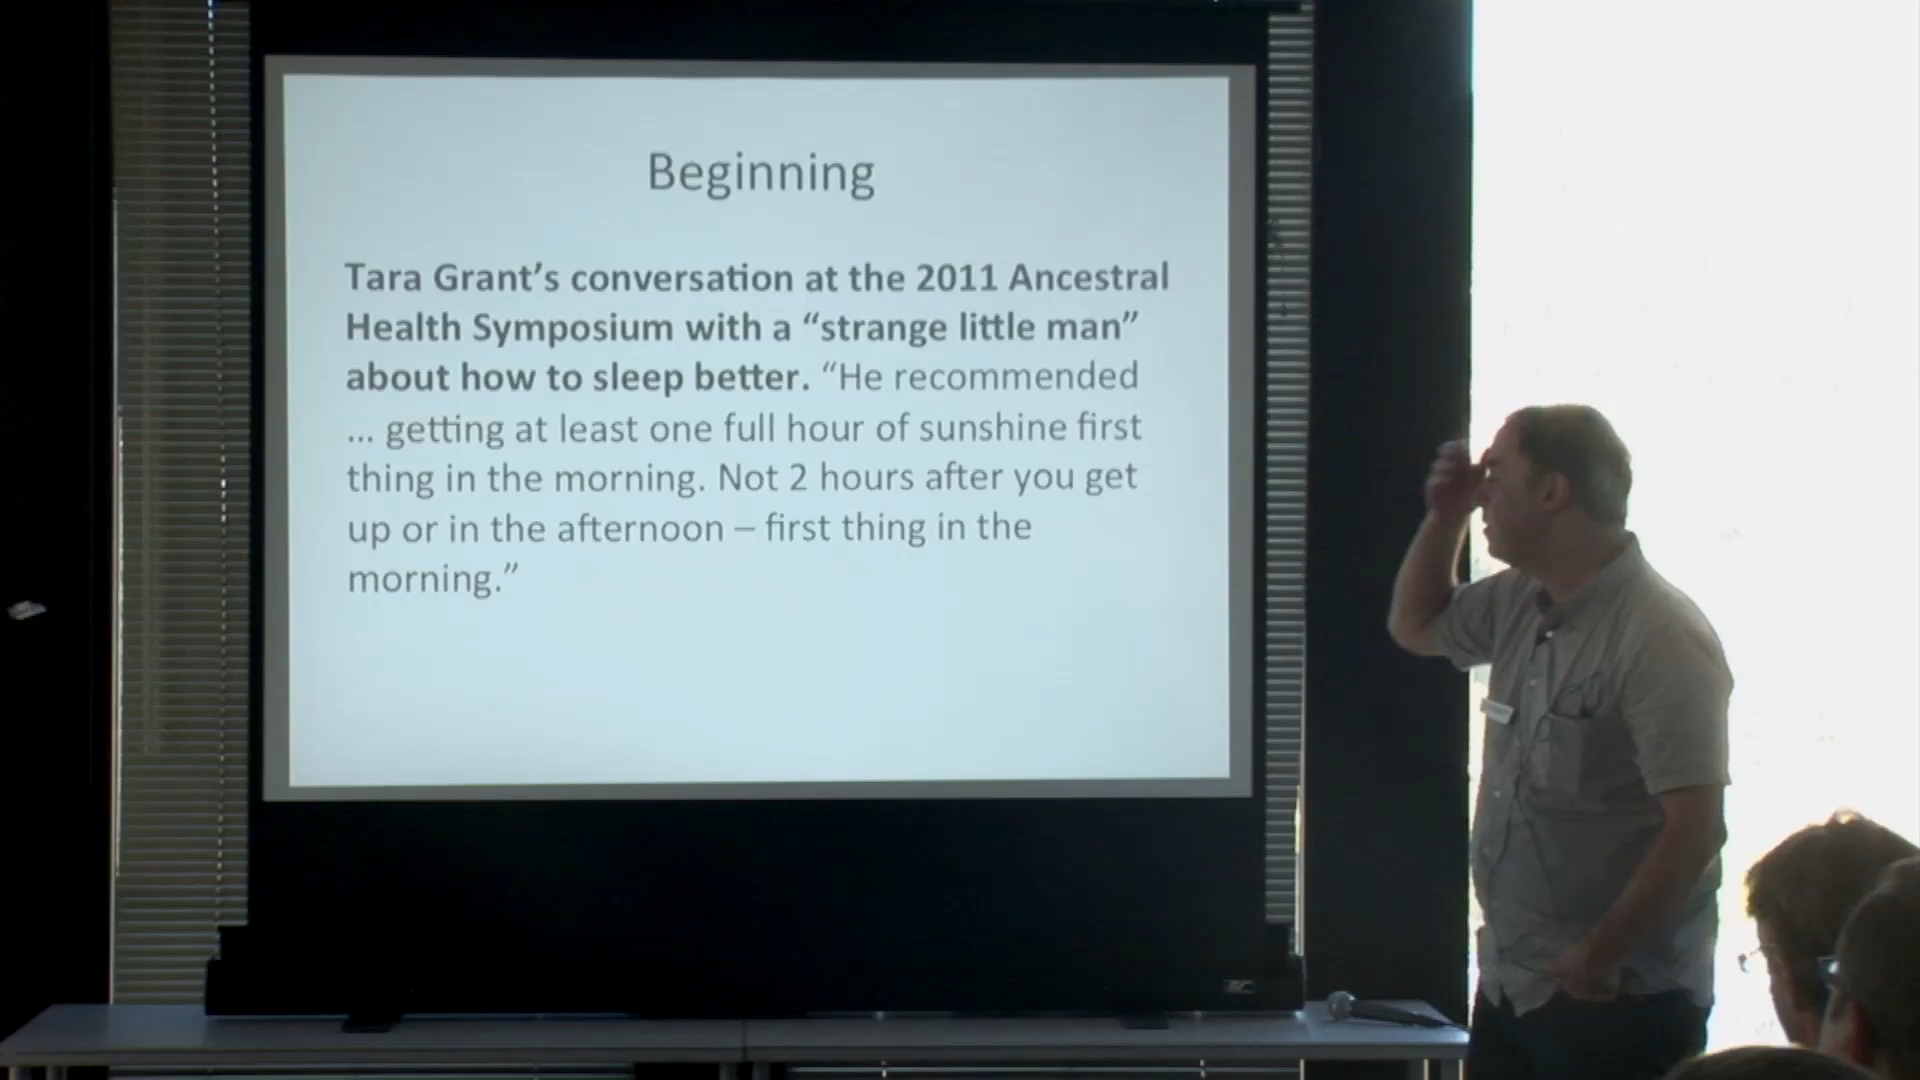 Beginning
Tara Grant’s conversation at the 2011 Ancestral
Health Symposium with a “strange little man”
about how to sleep better. “He recommended
... getting at least one full hour of sunshine first
thing in the morning. Not 2 hours after you get
up or in the afternoon – first thing in the
morning.”